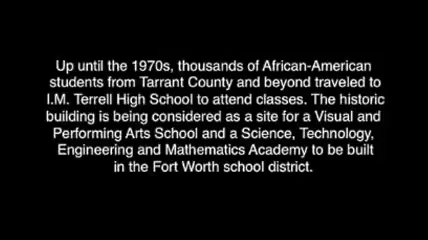 Up until the 1970s, thousands of African-American
students from Tarrant County and beyond traveled to
I.M. Terrell High School to attend classes. The historic
building is being considered as a site for a Visual and
Performing Arts School and a Science, Technology,
Engineering and Mathematics Academy to be built
in the Fort Worth school district.